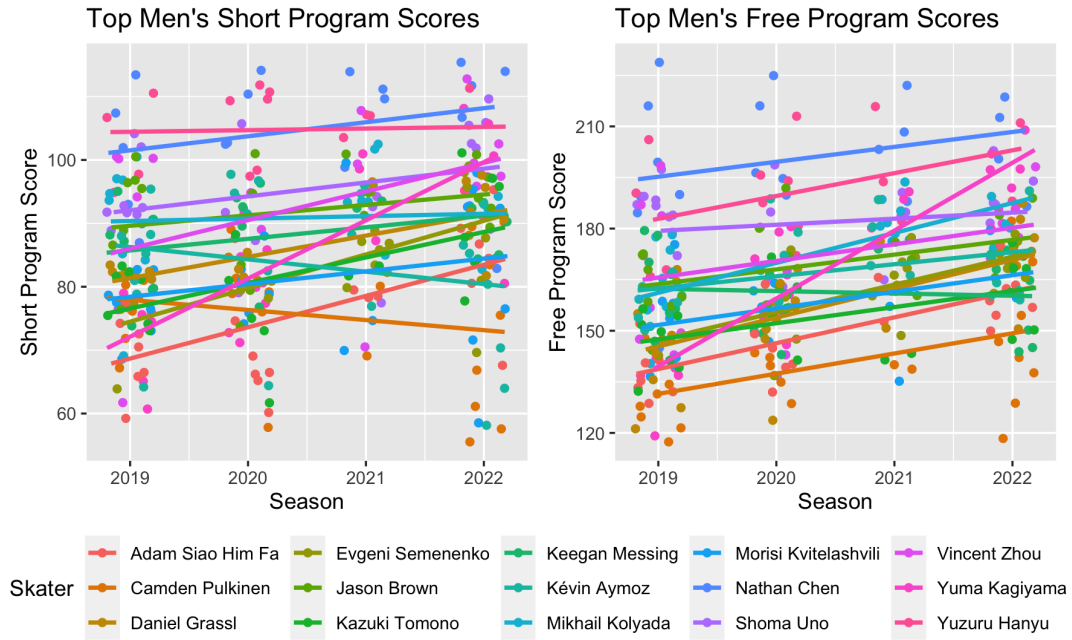 Top Men's Short Program Scores
Top Men's Free Program Scores
Short Program Score
100
80
60
2019 2020 2021 2022
Season
Free Program Score
210
180
150
120
2019 2020 2021 2022
Season
Skater
Adam Siao Him Fa
Camden Pulkinen
Daniel Grassl
Evgeni Semenenko
Jason Brown
Kazuki Tomono
Keegan Messing
Kévin Aymoz
Mikhail Kolyada
Morisi Kvitelashvili
Nathan Chen
Shoma Uno
Vincent Zhou
Yuma Kagiyama
Yuzuru Hanyu